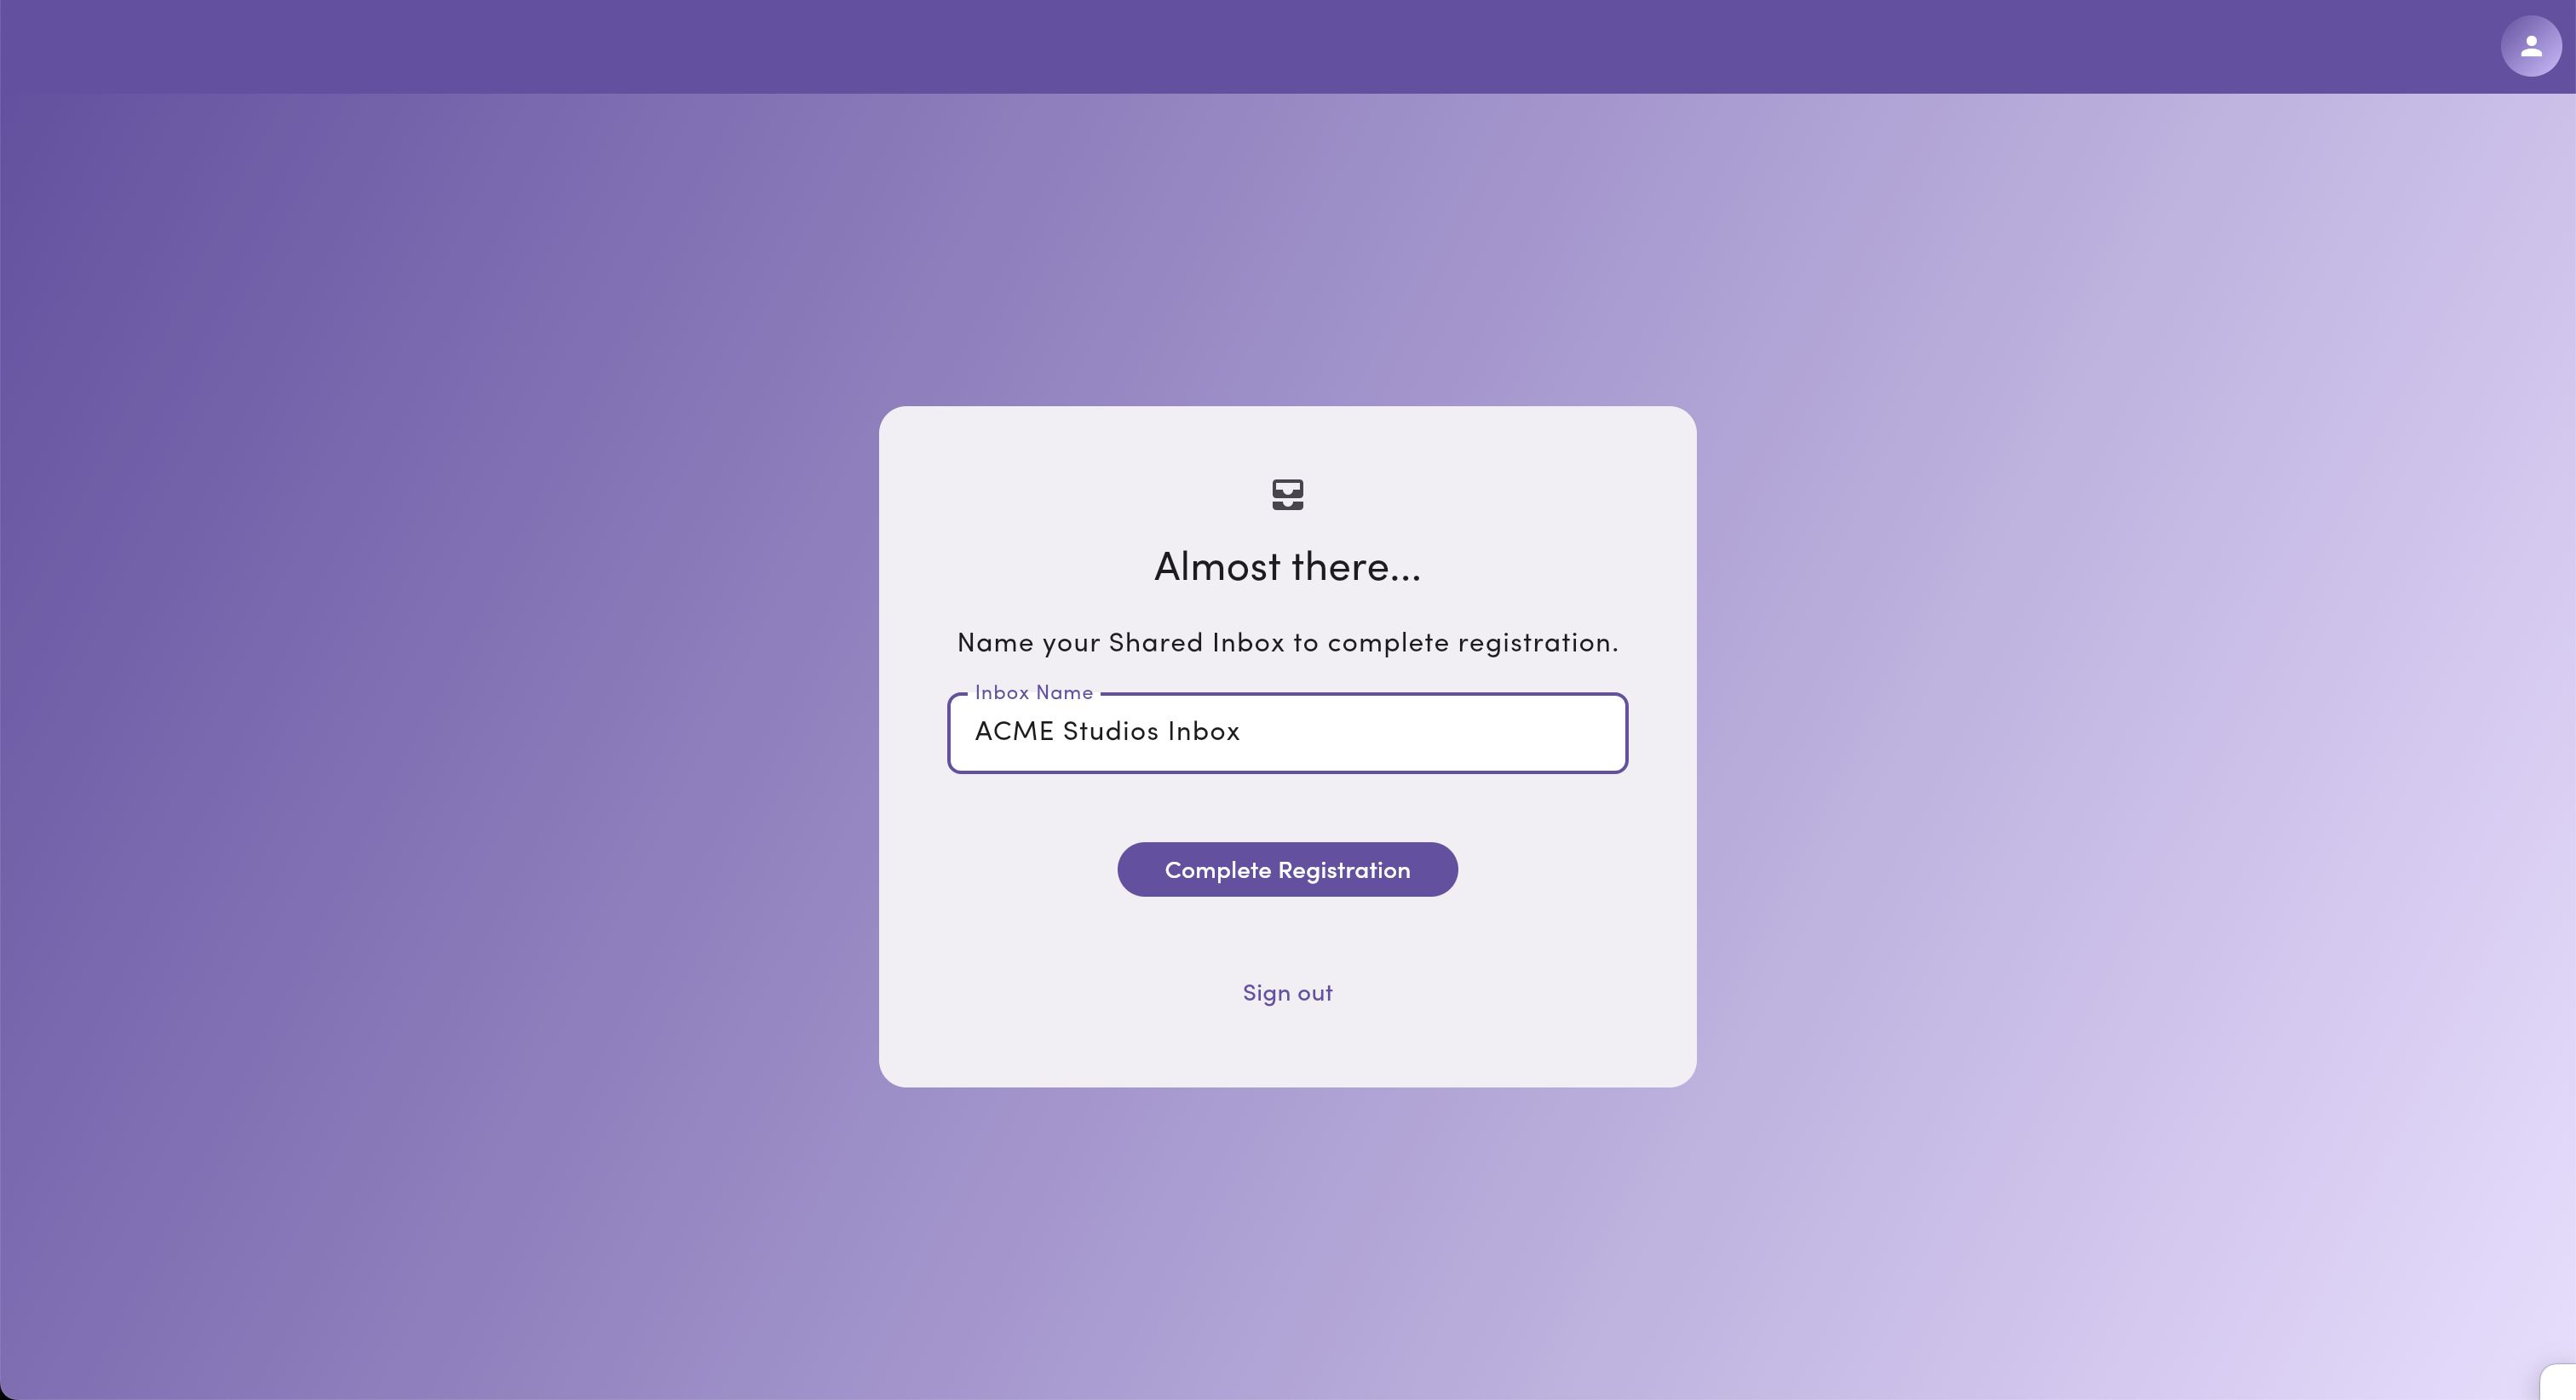 Almost there...
Name your Shared Inbox to complete registration.
Inbox Name
ACME Studios Inbox
Complete Registration
Sign out